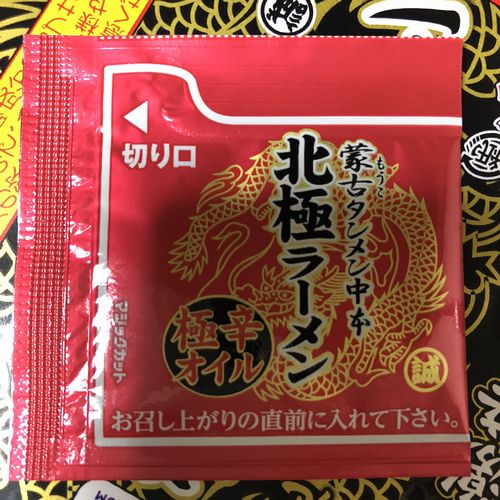 切り口
蒙古タンメン中本
もうこ
北極ラーメン
極辛
オイル
誠
マジックカット
お召し上がりの直前に入れて下さい。